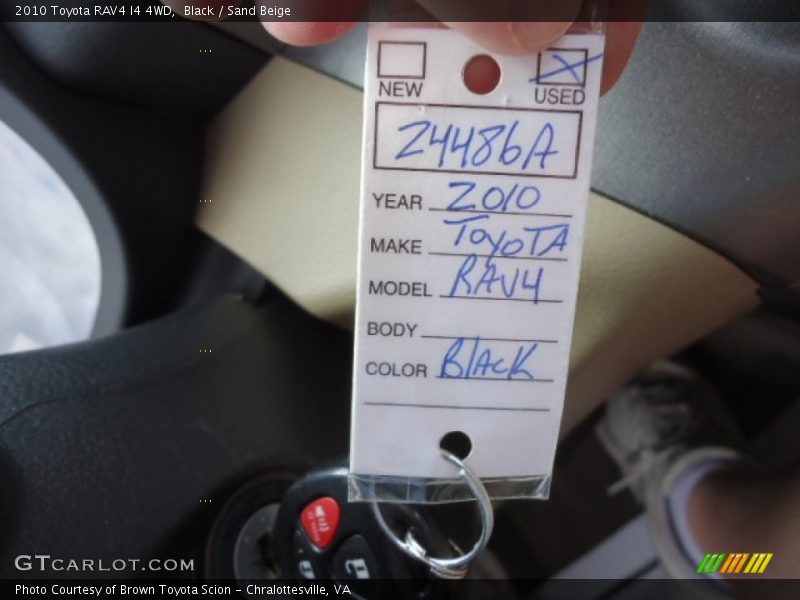 2010 Toyota RAV4 I4 4WD, Black / Sand Beige
NEW USED
24486A
YEAR 2010
MAKE TOYOTA
MODEL RAV4
BODY
COLOR BLACK
GTCARLOT.COM
Photo Courtesy of Brown Toyota Scion - Chralottesville, VA